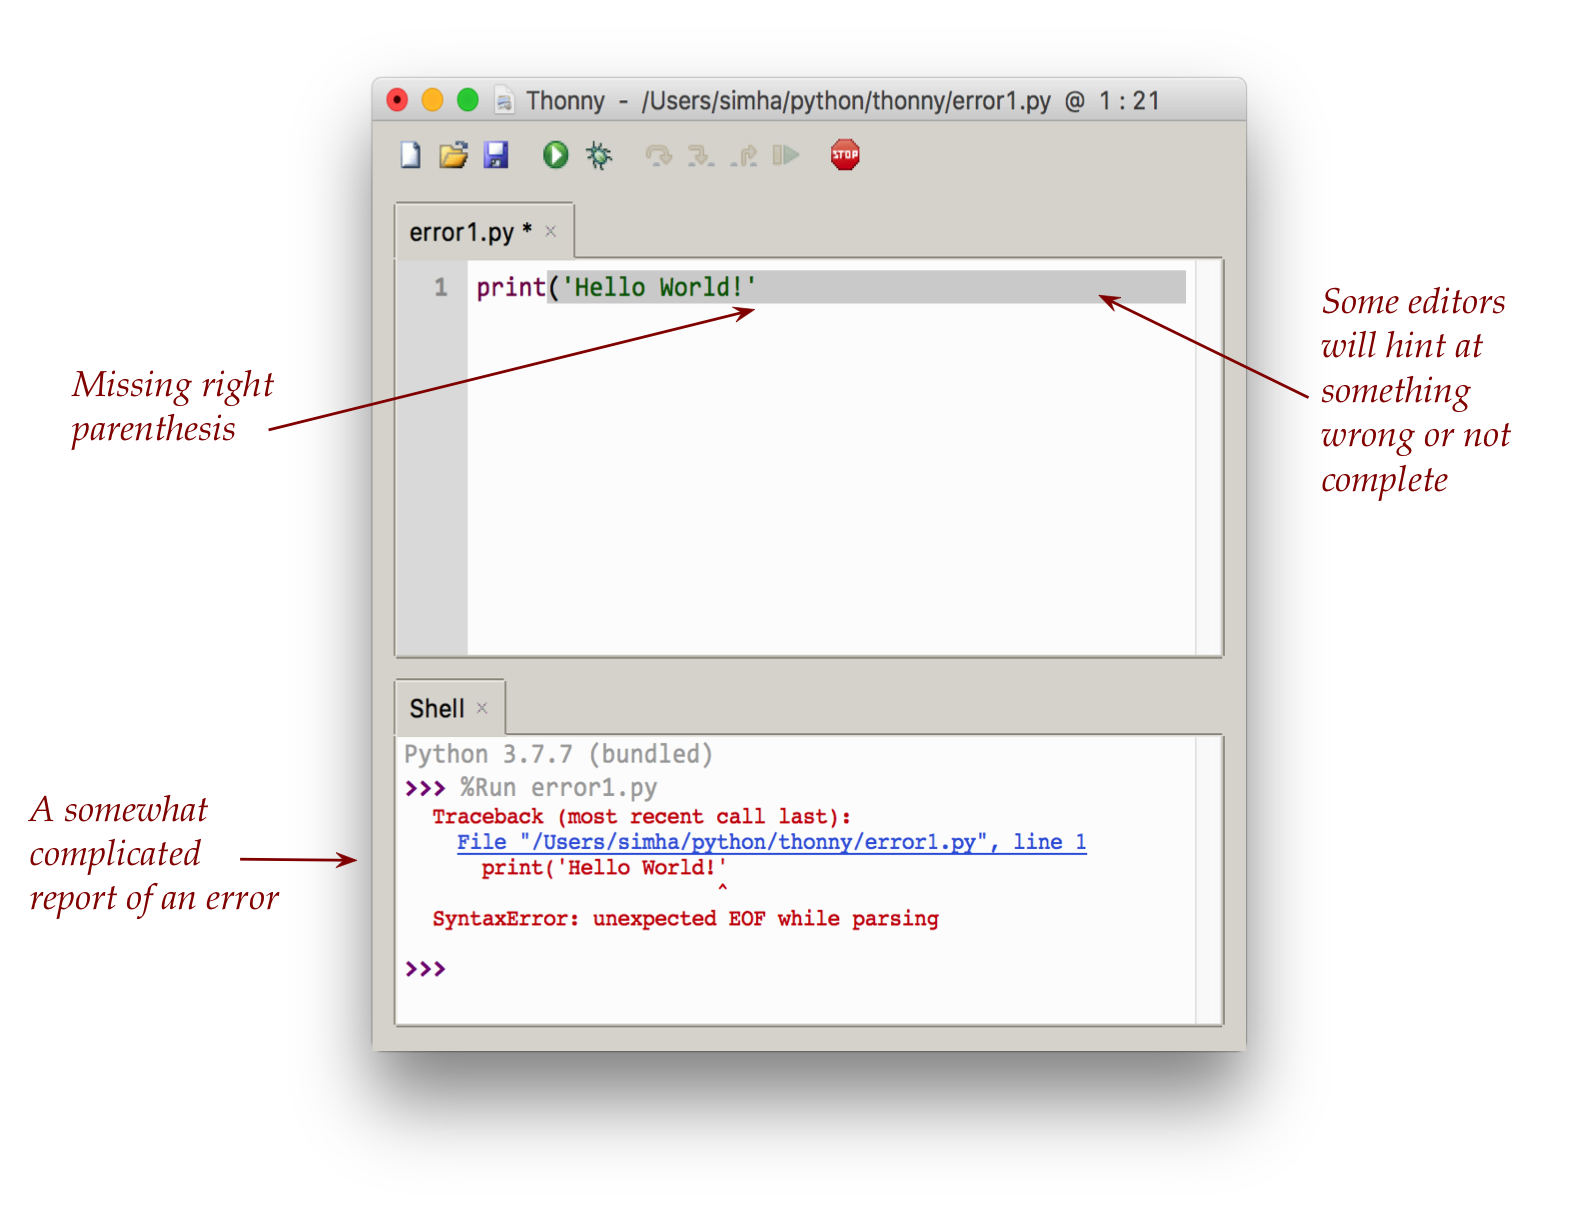 Thonny - /Users/simha/python/thonny/error1.py @ 1 : 21
STOP
error1.py * ×
1 print('Hello World!'
Some editors
will hint at
something
wrong or not
complete
Missing right
parenthesis
Shell ×
Python 3.7.7 (bundled)
>>> %Run error1.py
Traceback (most recent call last):
File "/Users/simha/python/thonny/error1.py", line 1
print('Hello World!'
^
SyntaxError: unexpected EOF while parsing
>>>
A somewhat
complicated
report of an error